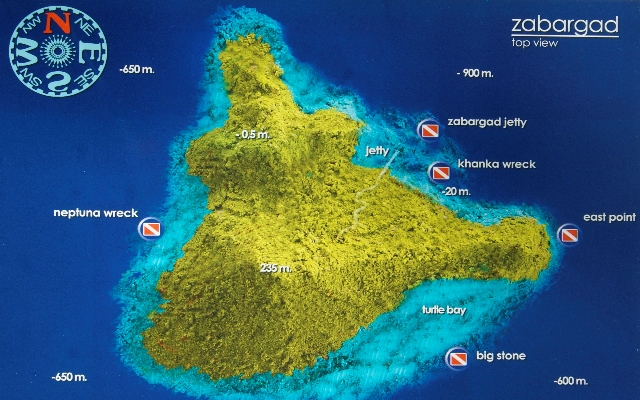 N
NE
E
SE
S
SW
W
NW
zabargad
top view
-650 m.
- 900 m.
zabargad jetty
- 0,5 m.
jetty
khanka wreck
-20 m.
neptuna wreck
east point
235 m.
turtle bay
big stone
-650 m.
-600 m.